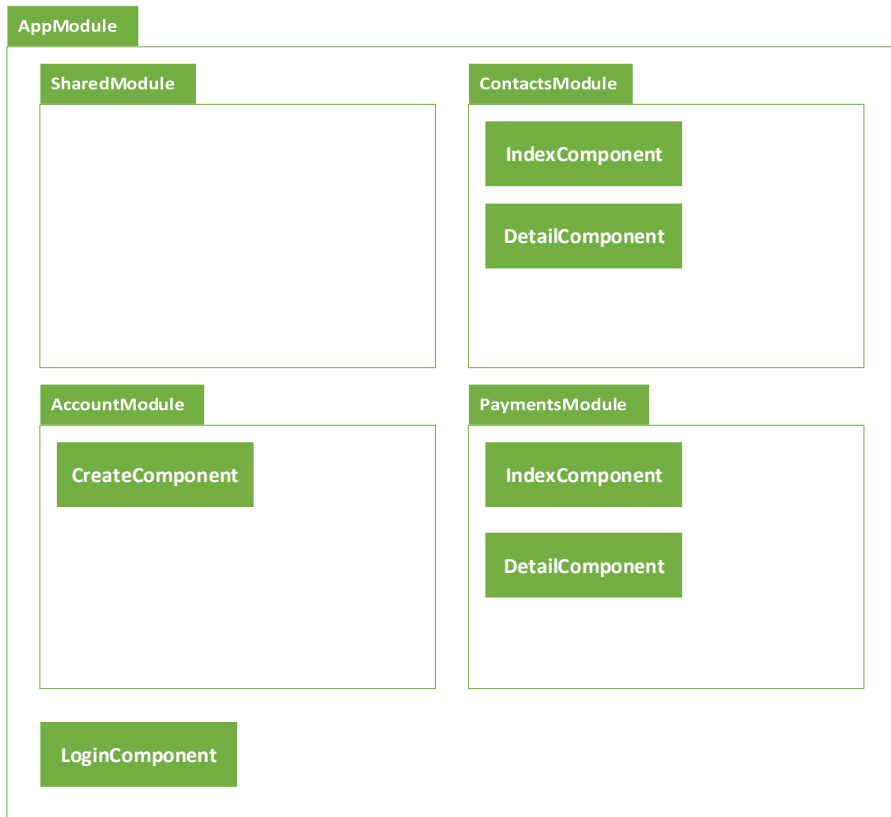 AppModule
SharedModule
ContactsModule
IndexComponent
DetailComponent
AccountModule
PaymentsModule
CreateComponent
IndexComponent
DetailComponent
LoginComponent